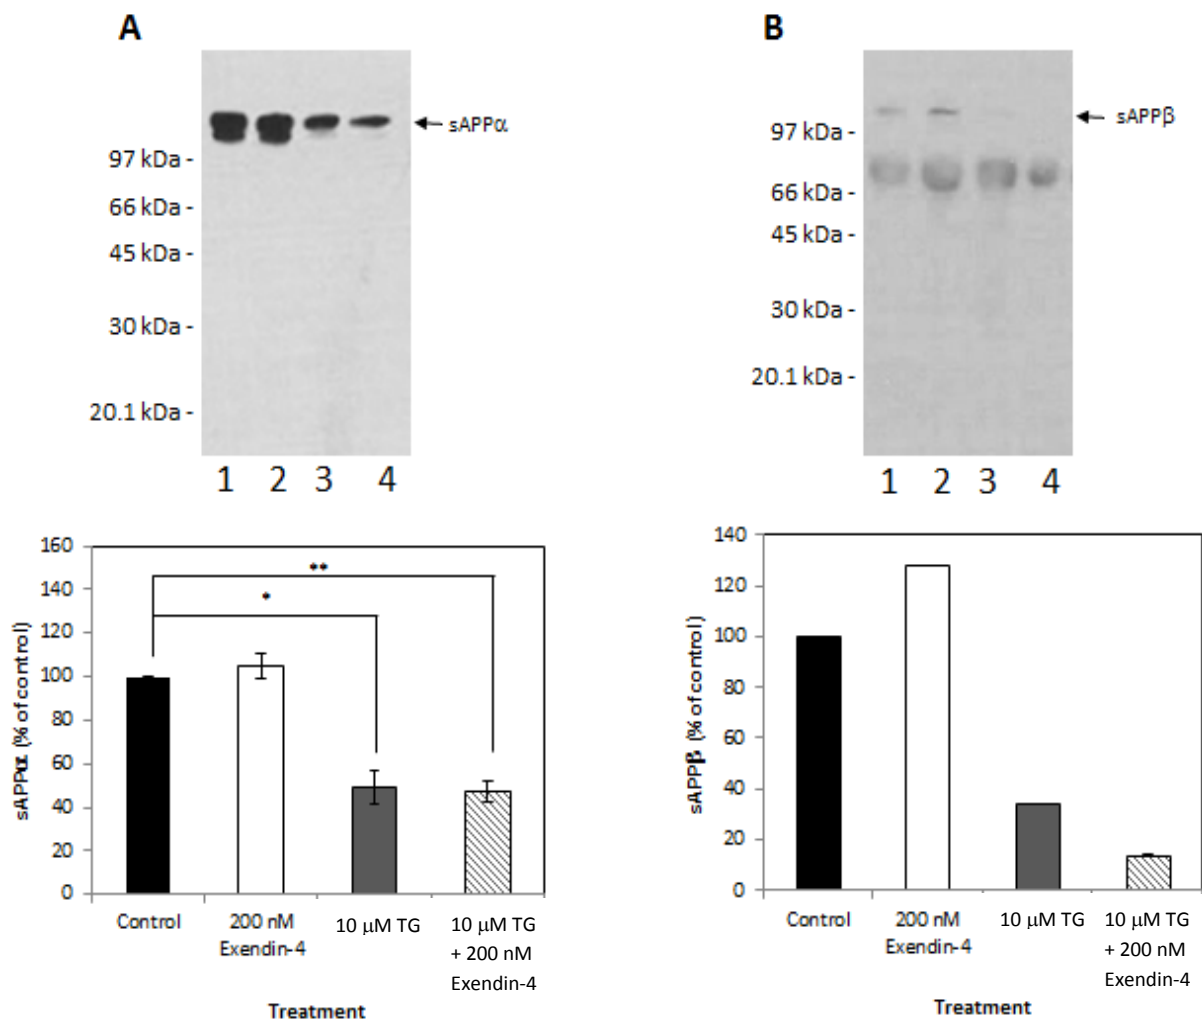 A
sAPPα
97 kDa -
66 kDa -
45 kDa -
30 kDa -
20.1 kDa -
1 2 3 4
160
140
120
100
80
60
40
20
0
sAPPα (% of control)
**
*
Control
200 nM
Exendin-4
10 μM TG
10 μM TG
+ 200 nM
Exendin-4
Treatment
B
sAPPβ
97 kDa -
66 kDa -
45 kDa -
30 kDa -
20.1 kDa -
1 2 3 4
140
120
100
80
60
40
20
0
sAPPβ (% of control)
Control
200 nM
Exendin-4
10 μM TG
10 μM TG
+ 200 nM
Exendin-4
Treatment